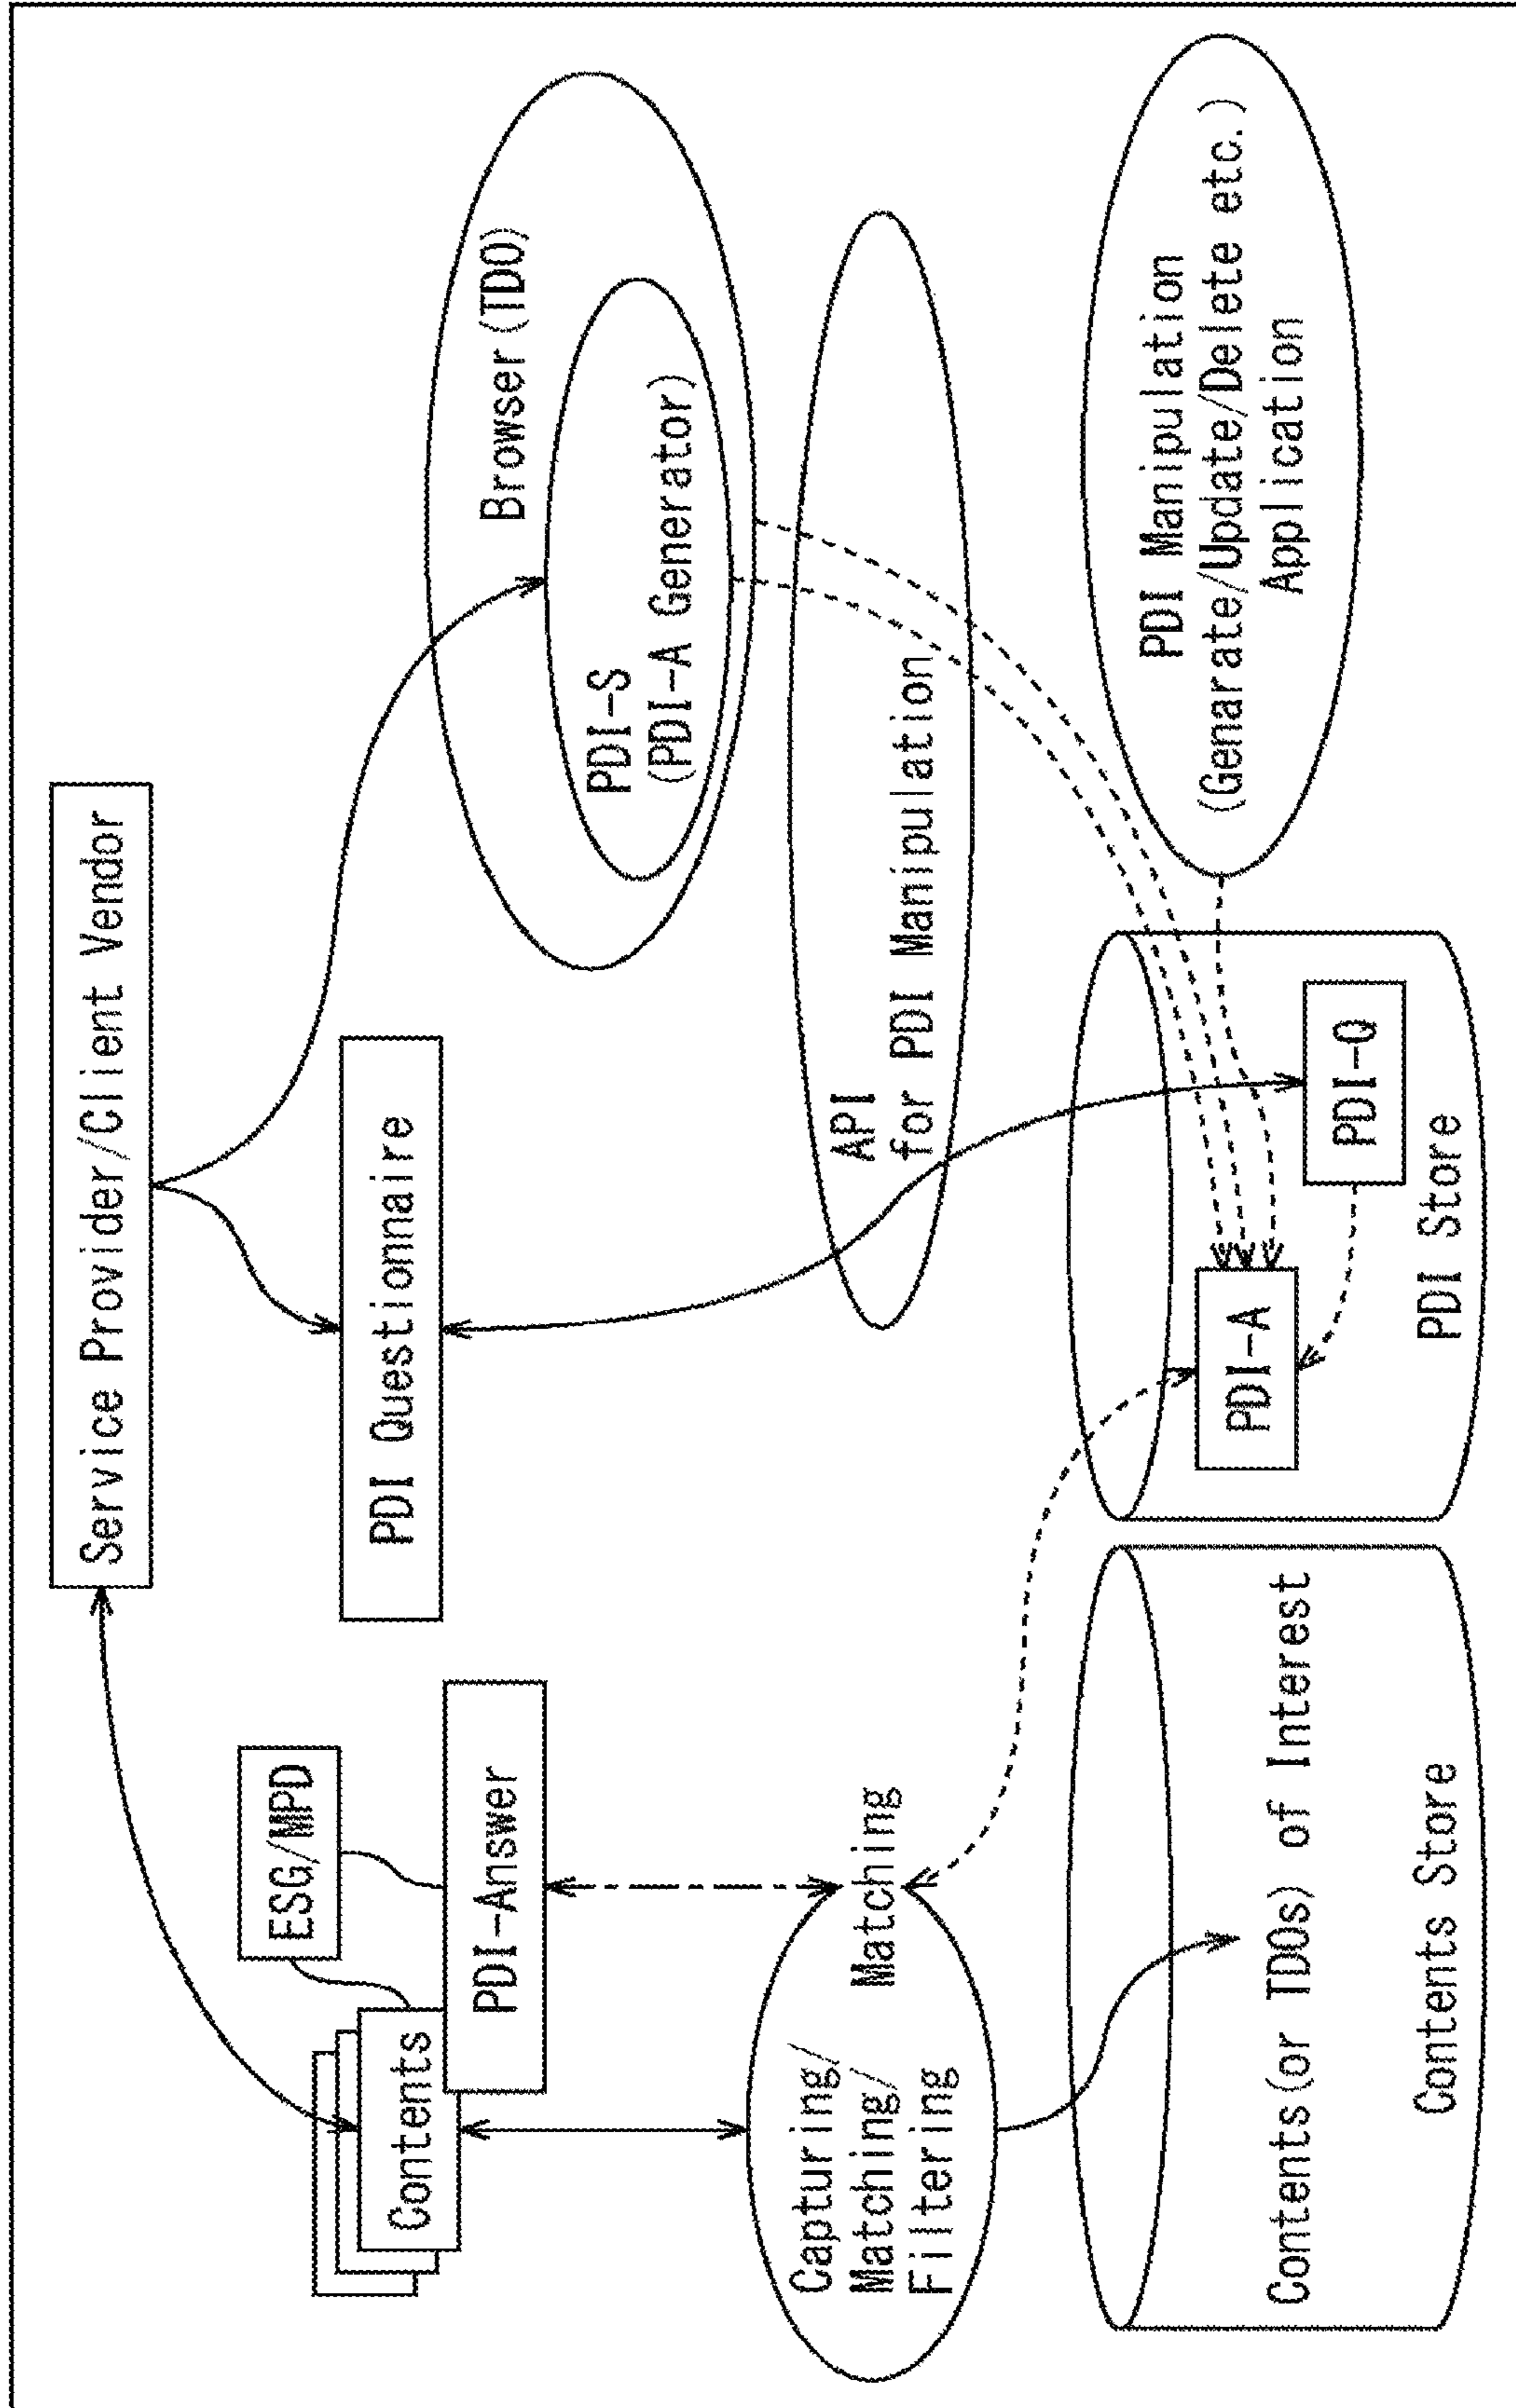 Service Provider/Client Vendor
ESG/MPD
Contents
PDI-Answer
PDI Questionnaire
Browser(TDO)
PDI-S
(PDI-A Generator)
Capturing/
Matching/
Filtering
Matching
API
for PDI Manipulation
Contents(or TDOs) of Interest
Contents Store
PDI-A
PDI-Q
PDI Store
PDI Manipulation
(Genarate/Update/Delete etc.)
Application